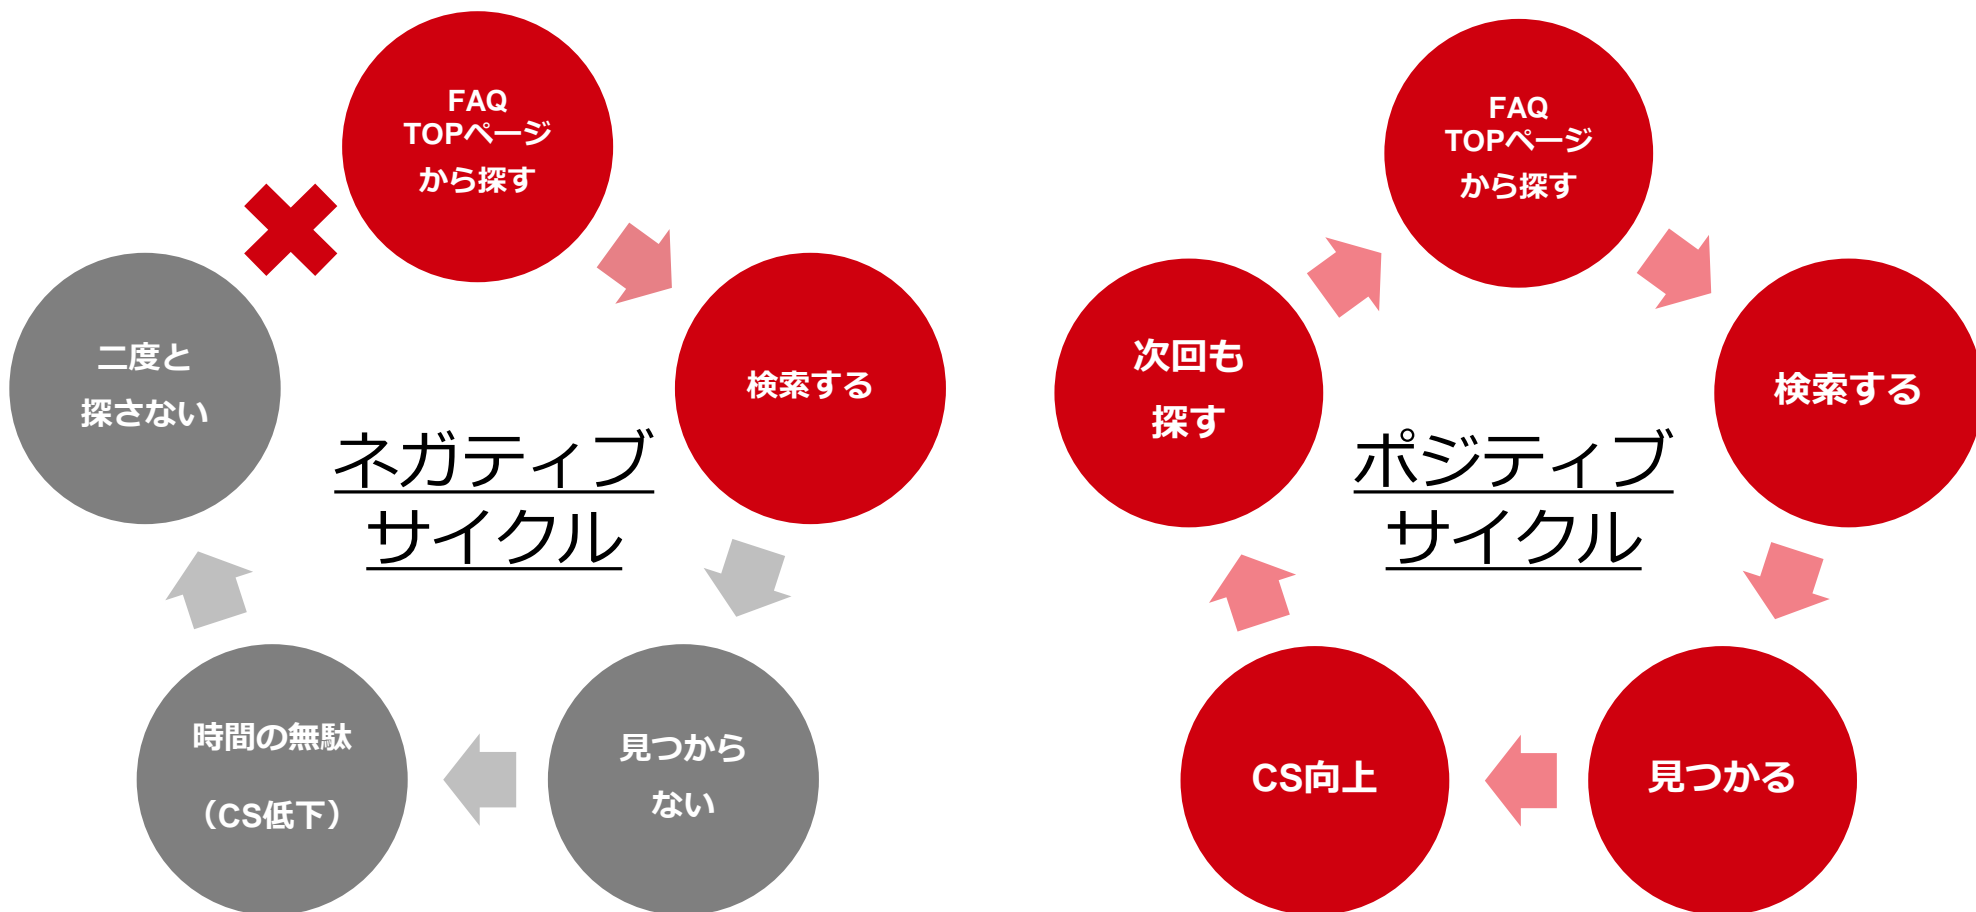 FAQ
TOPページ
から探す
検索する
見つから
ない
時間の無駄
（CS低下）
二度と
探さない
ネガティブ
サイクル
FAQ
TOPページ
から探す
検索する
見つかる
CS向上
次回も
探す
ポジティブ
サイクル